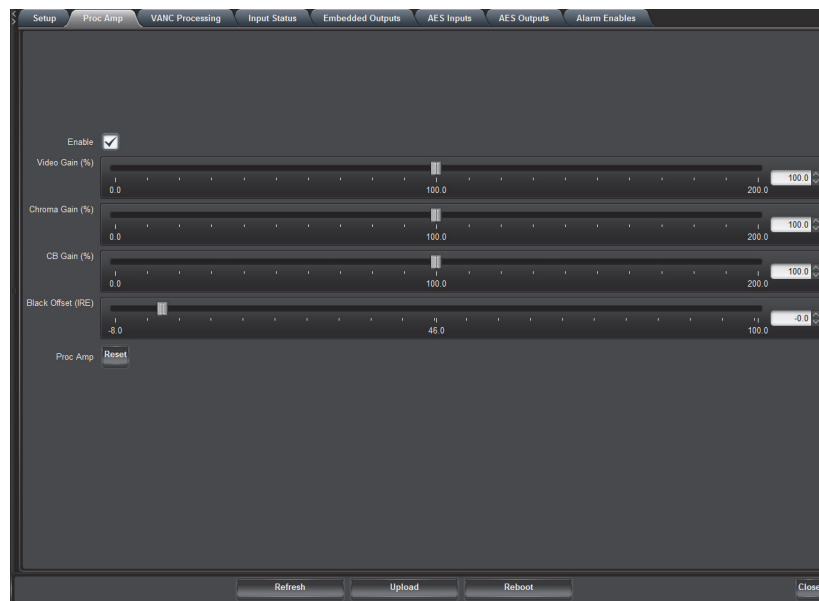 Setup Proc Amp VANC Processing Input Status Embedded Outputs AES Inputs AES Outputs Alarm Enables
Enable
Video Gain (%) 100.0
0.0 100.0 200.0
Chroma Gain (%) 100.0
0.0 100.0 200.0
CB Gain (%) 100.0
0.0 100.0 200.0
Black Offset (IRE) -0.0
-8.0 46.0 100.0
Proc Amp Reset
Refresh Upload Reboot Close